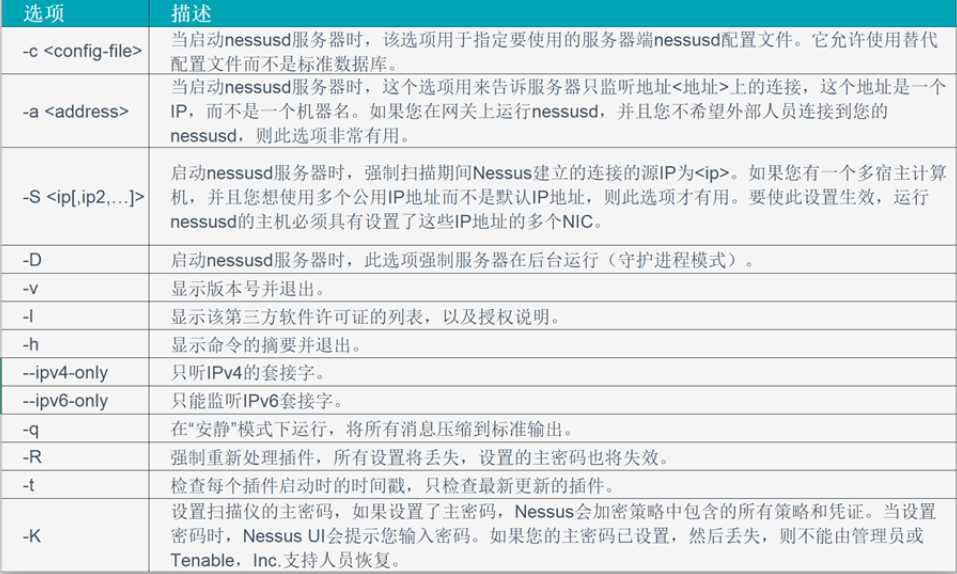 选项 描述
-c <config-file> 当启动nessusd服务器时，该选项用于指定要使用的服务器端nessusd配置文件。它允许使用替代
配置文件而不是标准数据库。
-a <address> 当启动nessusd服务器时，这个选项用来告诉服务器只监听地址<地址>上的连接，这个地址是一个
IP，而不是一个机器名。如果您在网关上运行nessusd，并且您不希望外部人员连接到您的
nessusd，则此选项非常有用。
-S <ip[,ip2,…]> 启动nessusd服务器时，强制扫描期间Nessus建立的连接的源IP为<ip>。如果您有一个多宿主计算
机，并且您想使用多个公用IP地址而不是默认IP地址，则此选项才有用。要使此设置生效，运行
nessusd的主机必须具有设置了这些IP地址的多个NIC。
-D 启动nessusd服务器时，此选项强制服务器在后台运行（守护进程模式）。
-v 显示版本号并退出。
-l 显示该第三方软件许可证的列表，以及授权说明。
-h 显示命令的摘要并退出。
--ipv4-only 只听IPv4的套接字。
--ipv6-only 只能监听IPv6套接字。
-q 在“安静”模式下运行，将所有消息压缩到标准输出。
-R 强制重新处理插件，所有设置将丢失，设置的主密码也将失效。
-t 检查每个插件启动时的时间戳，只检查最新更新的插件。
-K 设置扫描仪的主密码，如果设置了主密码，Nessus会加密策略中包含的所有策略和凭证。当设置
密码时，Nessus UI会提示您输入密码。如果您的主密码已设置，然后丢失，则不能由管理员或
Tenable，Inc.支持人员恢复。